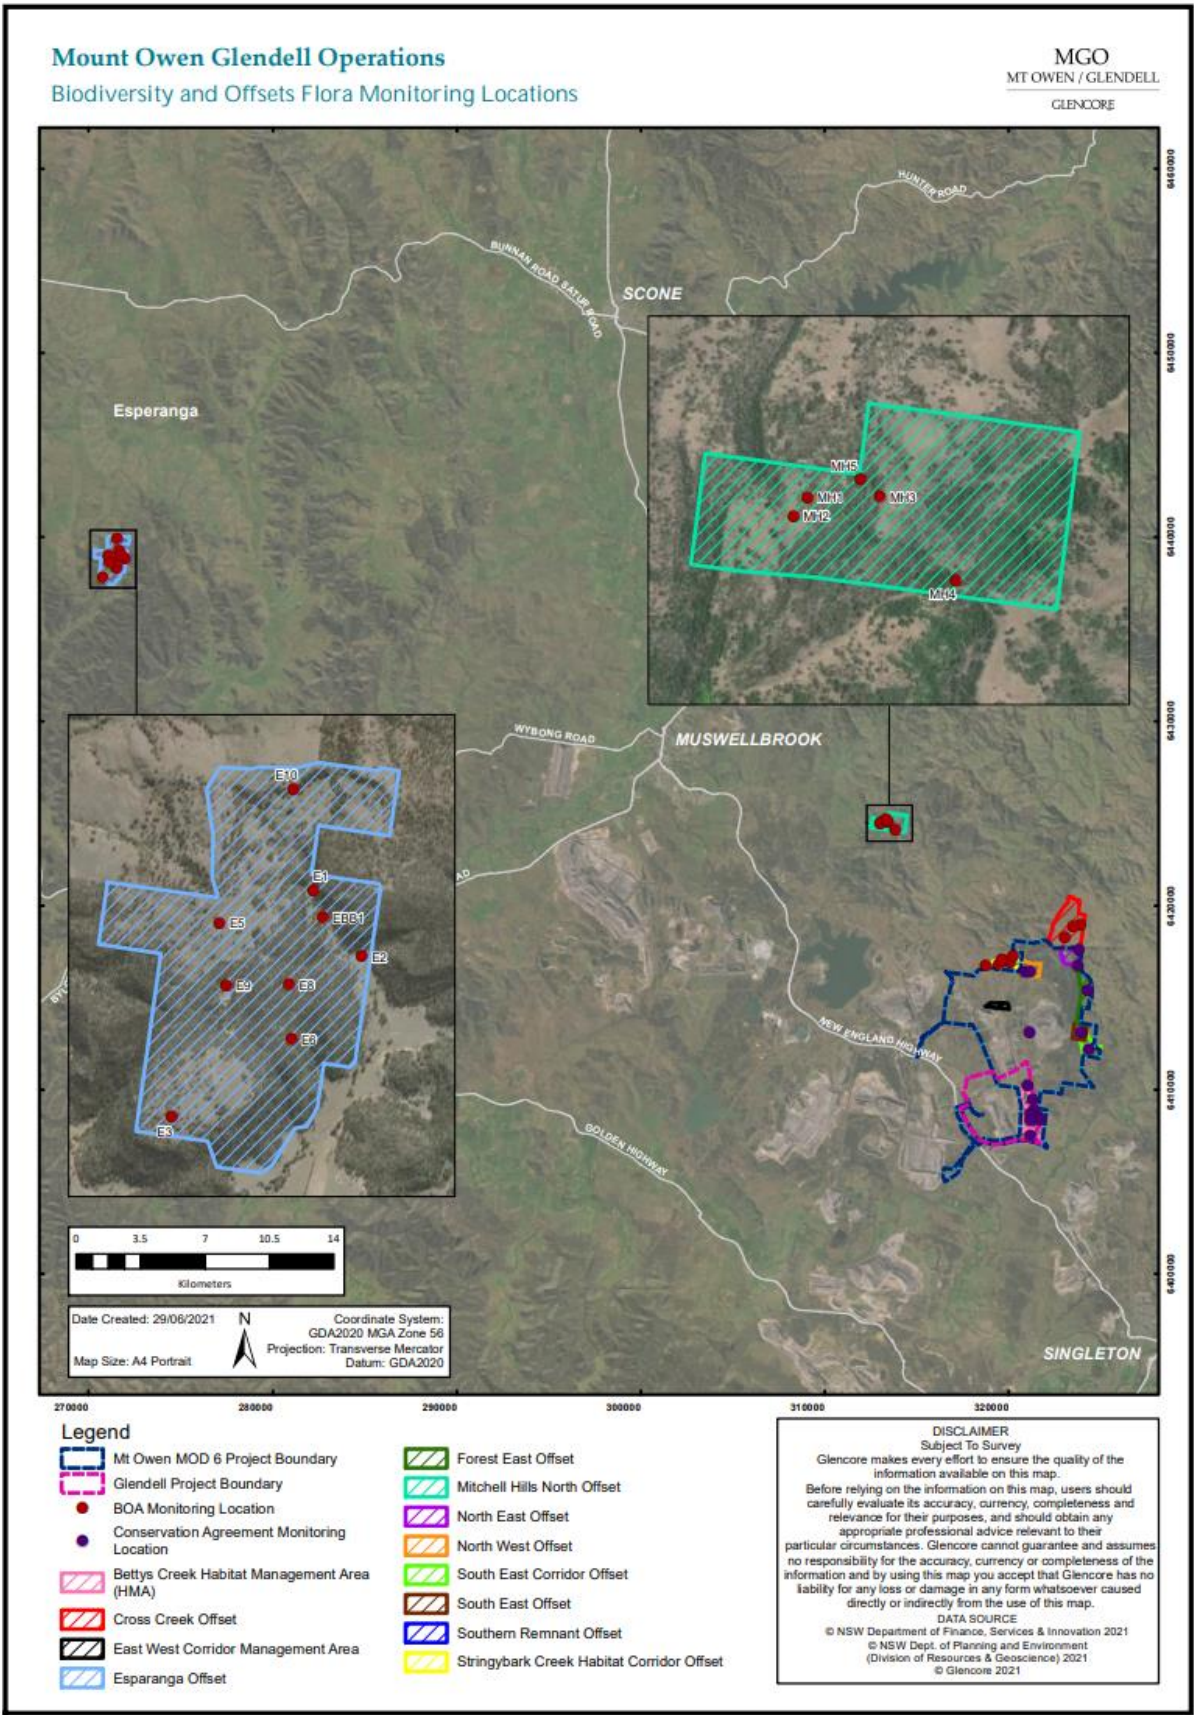 Mount Owen Glendell Operations
Biodiversity and Offsets Flora Monitoring Locations
MGO
MT OWEN / GLENDELL
GLENCORE
HUNTER ROAD
BUNNAN ROAD SATUR ROAD
SCONE
Esperanga
MH5
MH1
MH3
MH2
MH4
WYBONG ROAD
MUSWELLBROOK
E10
E1
EBB1
E5
E2
E9
E8
E6
E3
AD
NEW ENGLAND HIGHWAY
GOLDEN HIGHWAY
SINGLETON
6460000
6450000
6440000
6430000
6420000
6410000
6400000
0 3.5 7 10.5 14
Kilometers
Date Created: 29/06/2021
N
Coordinate System:
GDA2020 MGA Zone 56
Projection: Transverse Mercator
Datum: GDA2020
Map Size: A4 Portrait
270000 280000 290000 300000 310000 320000
Legend
Mt Owen MOD 6 Project Boundary
Glendell Project Boundary
BOA Monitoring Location
Conservation Agreement Monitoring
Location
Bettys Creek Habitat Management Area
(HMA)
Cross Creek Offset
East West Corridor Management Area
Esparanga Offset
Forest East Offset
Mitchell Hills North Offset
North East Offset
North West Offset
South East Corridor Offset
South East Offset
Southern Remnant Offset
Stringybark Creek Habitat Corridor Offset
DISCLAIMER
Subject To Survey
Glencore makes every effort to ensure the quality of the
information available on this map.
Before relying on the information on this map, users should
carefully evaluate its accuracy, currency, completeness and
relevance for their purposes, and should obtain any
appropriate professional advice relevant to their
particular circumstances. Glencore cannot guarantee and assumes
no responsibility for the accuracy, currency or completeness of the
information and by using this map you accept that Glencore has no
liability for any loss or damage in any form whatsoever caused
directly or indirectly from the use of this map.
DATA SOURCE
© NSW Department of Finance, Services & Innovation 2021
© NSW Dept. of Planning and Environment
(Division of Resources & Geoscience) 2021
© Glencore 2021